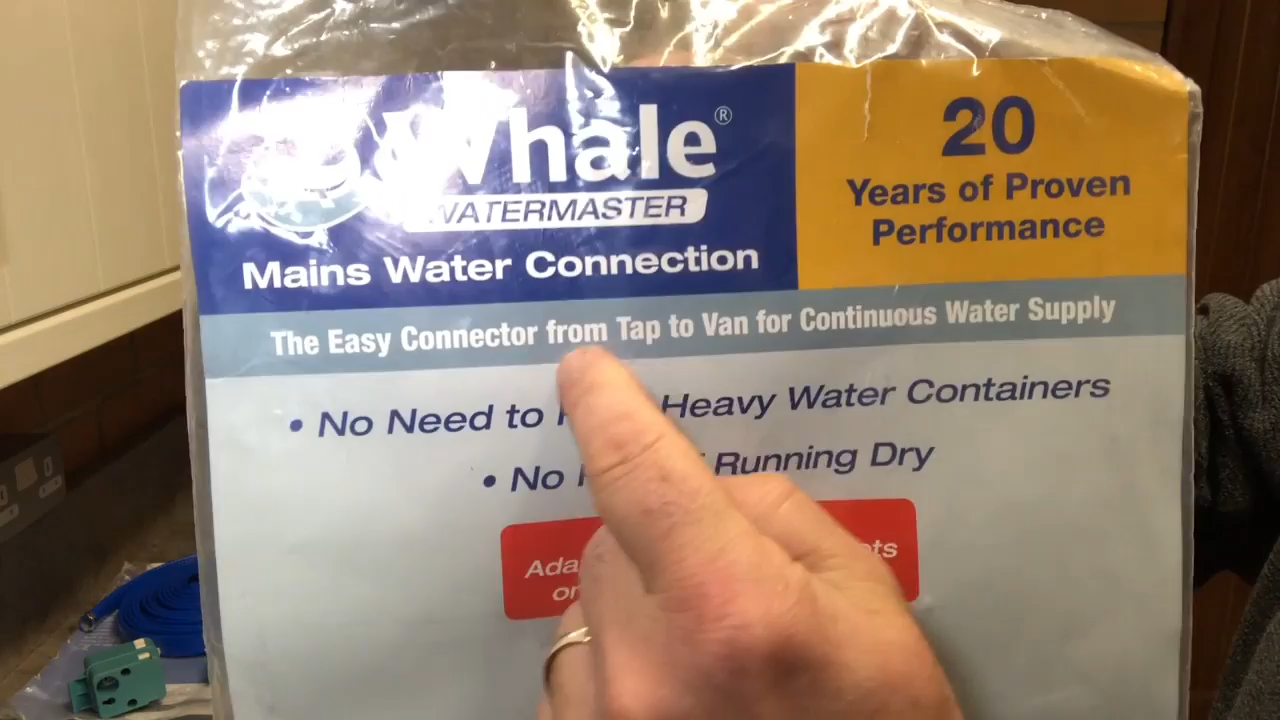 Whale®
WATERMASTER
Mains Water Connection
20
Years of Proven
Performance
The Easy Connector from Tap to Van for Continuous Water Supply
• No Need to Heavy Water Containers
• No Running Dry